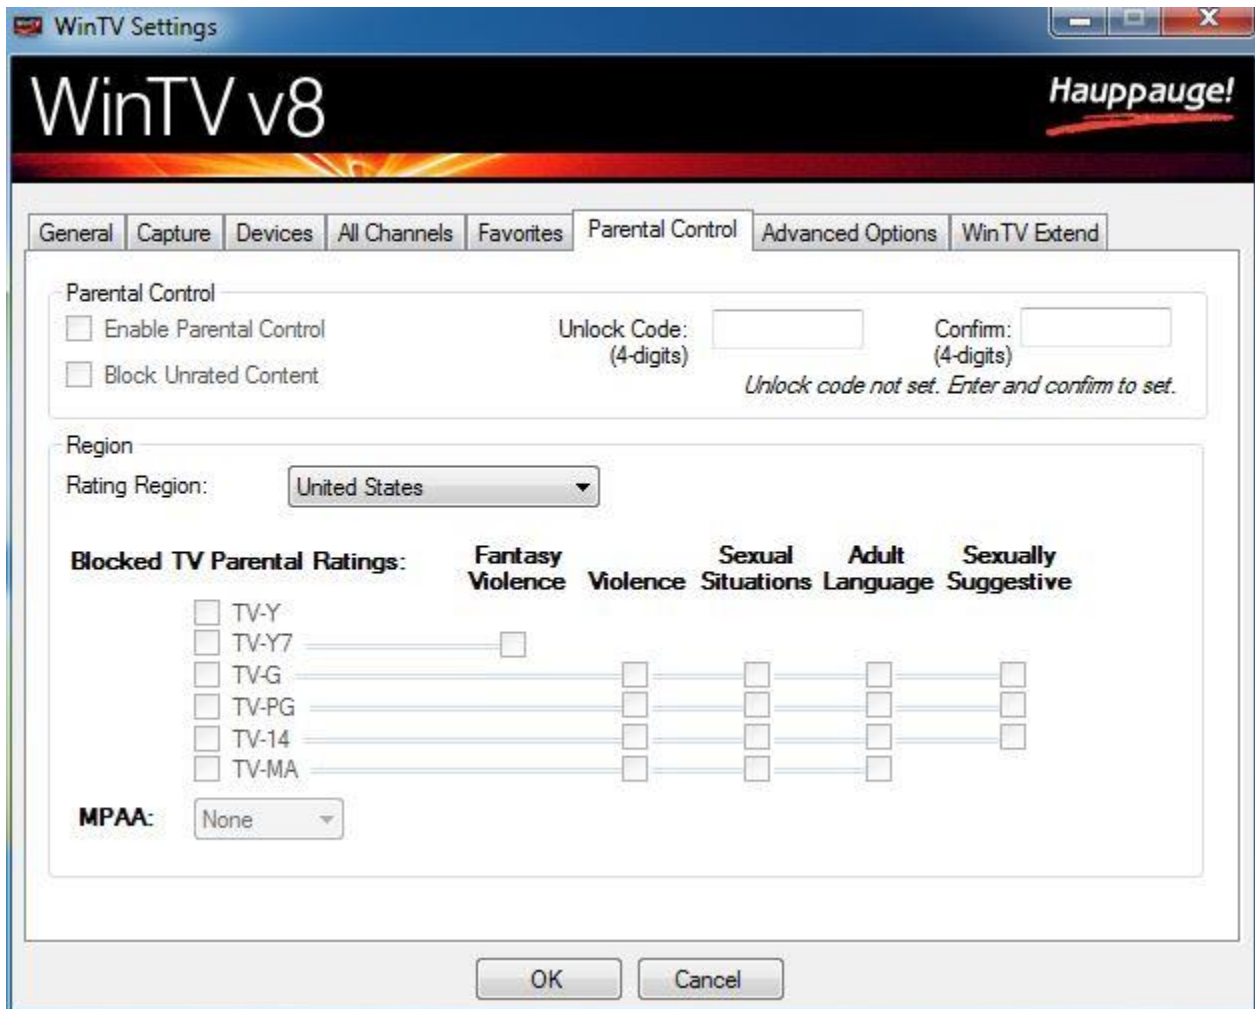 WinTV Settings
WinTV v8
Hauppauge!
General Capture Devices All Channels Favorites Parental Control Advanced Options WinTV Extend
Parental Control
Enable Parental Control Unlock Code: Confirm:
(4-digits) (4-digits)
Block Unrated Content
Unlock code not set. Enter and confirm to set.
Region
Rating Region: United States
Blocked TV Parental Ratings: Fantasy Violence Violence Sexual Situations Adult Language Sexually Suggestive
TV-Y
TV-Y7
TV-G
TV-PG
TV-14
TV-MA
MPAA: None
OK Cancel